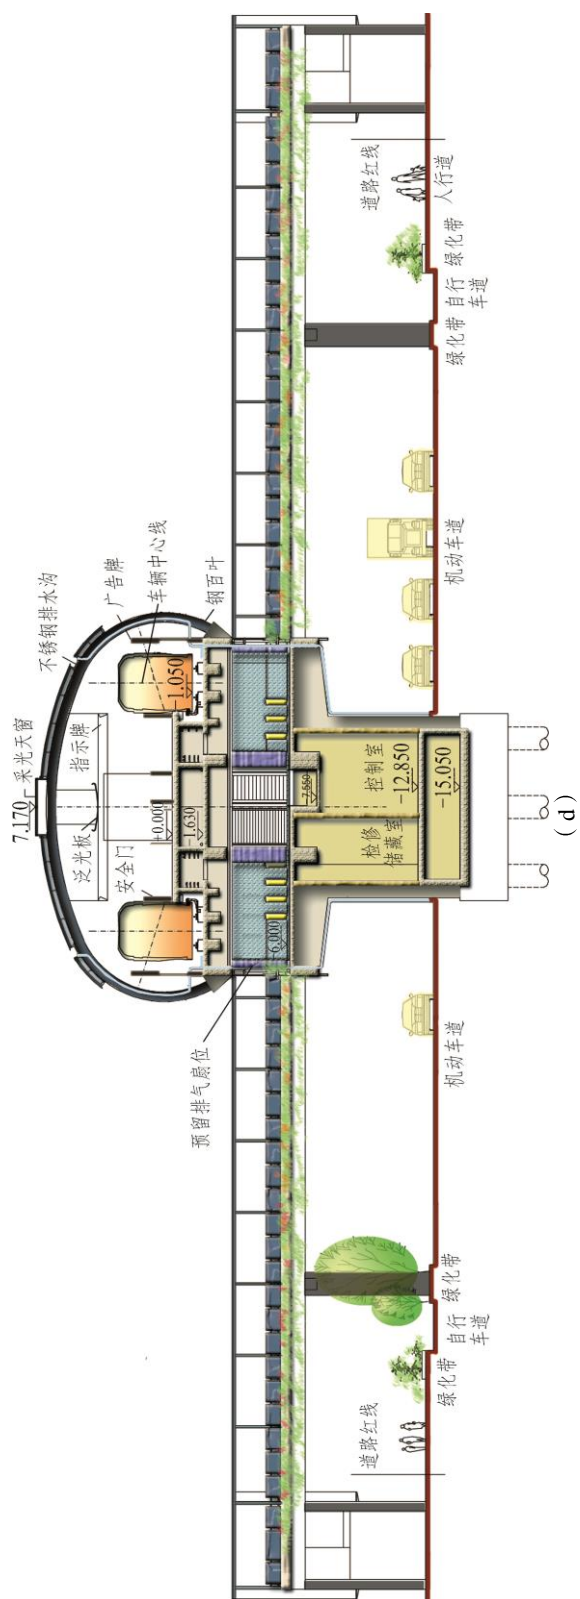 7.170
采光天窗
不锈钢排水沟
泛光板
指示牌
广告牌
安全门
车辆中心线
±0.000
-1.050
-1.630
钢百叶
预留排气扇位
-6.000
-7.550
道路红线
检修
储藏室
控制室
-12.850
-15.050
道路红线
绿化带
自行
车道
绿化带
机动车道
机动车道
绿化带
自行
车道
绿化带
人行道
(d)